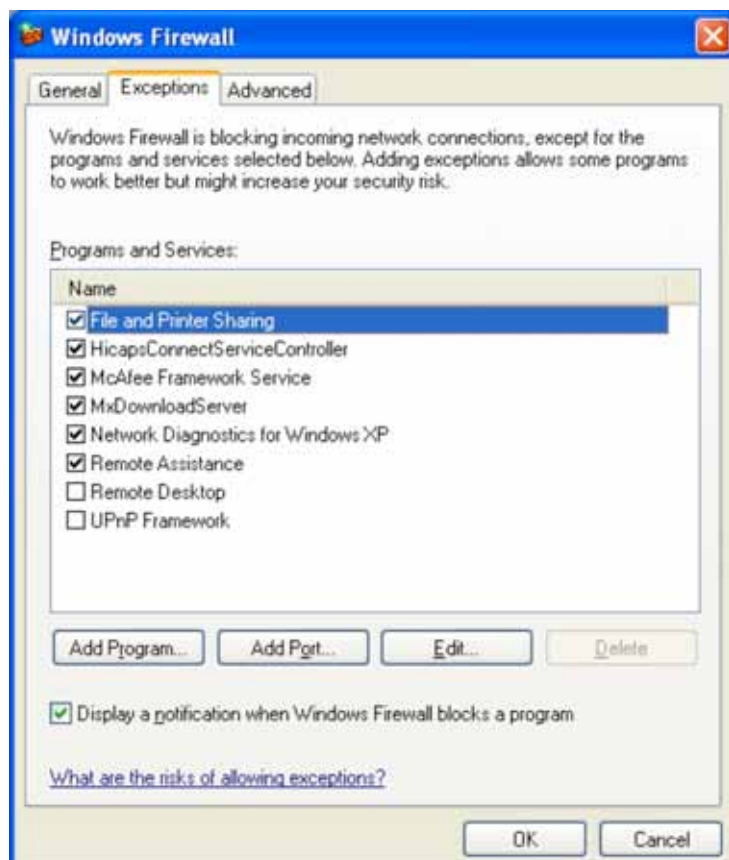 Windows Firewall
General Exceptions Advanced
Windows Firewall is blocking incoming network connections, except for the
programs and services selected below. Adding exceptions allows some programs
to work better but might increase your security risk.
Programs and Services:
Name
File and Printer Sharing
HicapsConnectServiceController
McAfee Framework Service
MxDownloadServer
Network Diagnostics for Windows XP
Remote Assistance
Remote Desktop
UPnP Framework
Add Program... Add Port... Edit... Delete
Display a notification when Windows Firewall blocks a program
What are the risks of allowing exceptions?
OK Cancel